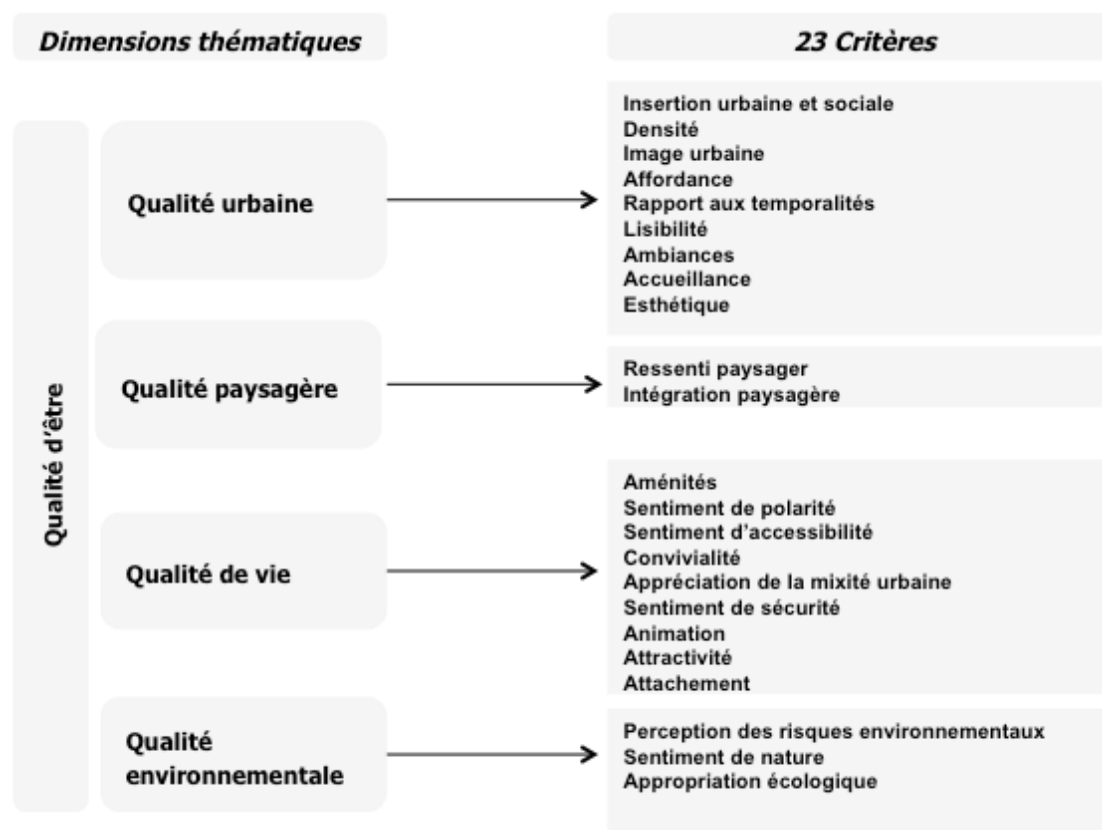 Dimensions thématiques
23 Critères
Qualité d'être
Qualité urbaine
Insertion urbaine et sociale
Densité
Image urbaine
Affordance
Rapport aux temporalités
Lisibilité
Ambiances
Accueillance
Esthétique
Qualité paysagère
Ressenti paysager
Intégration paysagère
Qualité de vie
Aménités
Sentiment de polarité
Sentiment d'accessibilité
Convivialité
Appréciation de la mixité urbaine
Sentiment de sécurité
Animation
Attractivité
Attachement
Qualité
environnementale
Perception des risques environnementaux
Sentiment de nature
Appropriation écologique